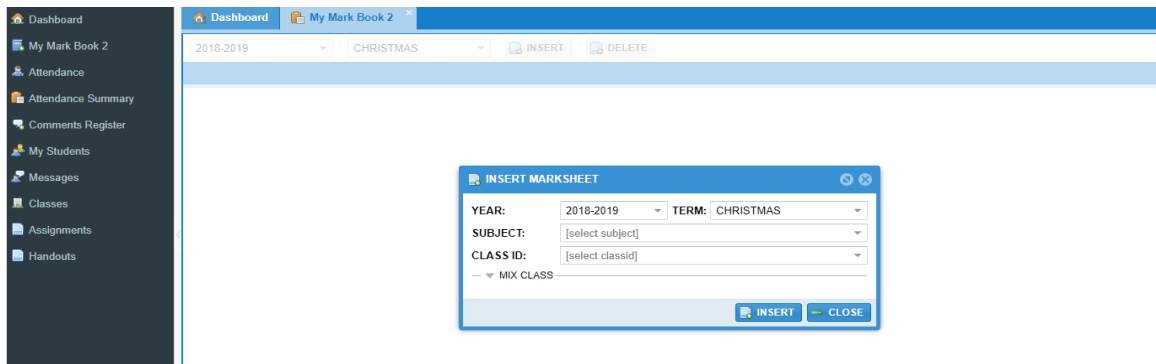 Dashboard
My Mark Book 2
Attendance
Attendance Summary
Comments Register
My Students
Messages
Classes
Assignments
Handouts
Dashboard My Mark Book 2
2018-2019 CHRISTMAS INSERT DELETE
INSERT MARKSHEET
YEAR: 2018-2019 TERM: CHRISTMAS
SUBJECT: [select subject]
CLASS ID: [select classid]
MIX CLASS
INSERT CLOSE